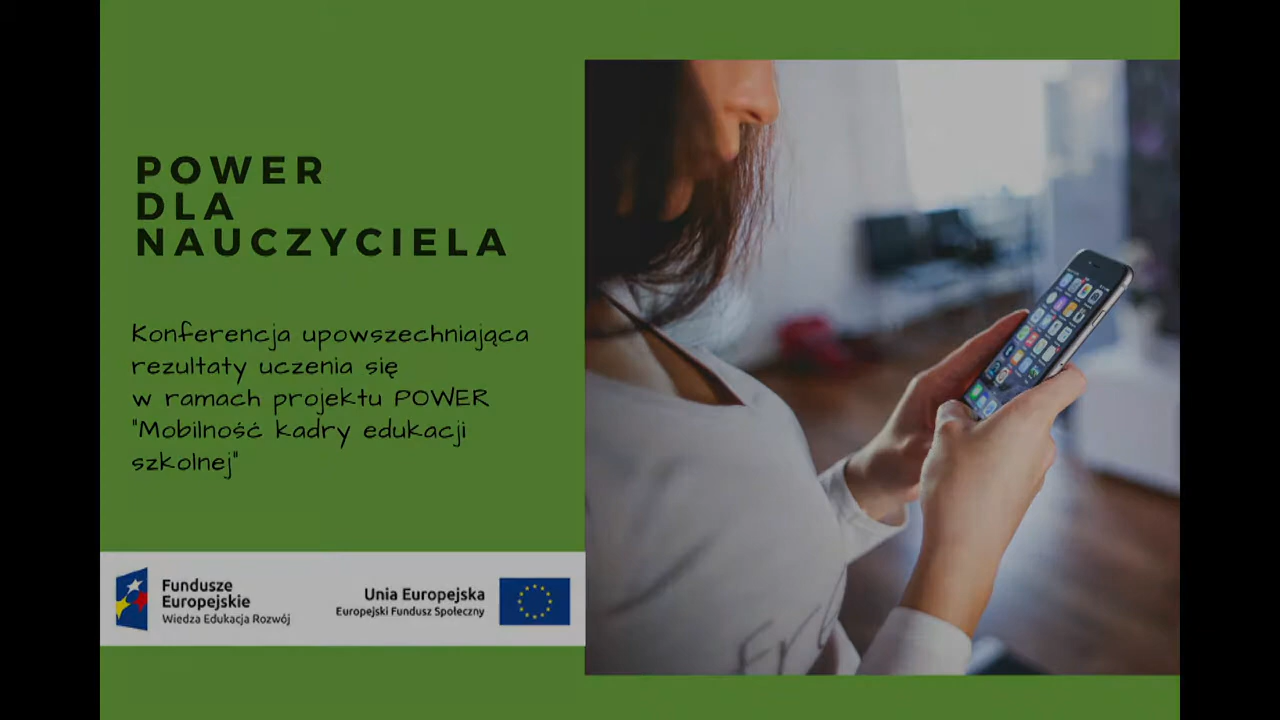 POWER
DLA
NAUCZYCIELA
Konferencja upowszechniająca
rezultaty uczenia się
w ramach projektu POWER
"Mobilność kadry edukacji
szkolnej"
Fundusze
Europejskie
Wiedza Edukacja Rozwój
Unia Europejska
Europejski Fundusz Społeczny